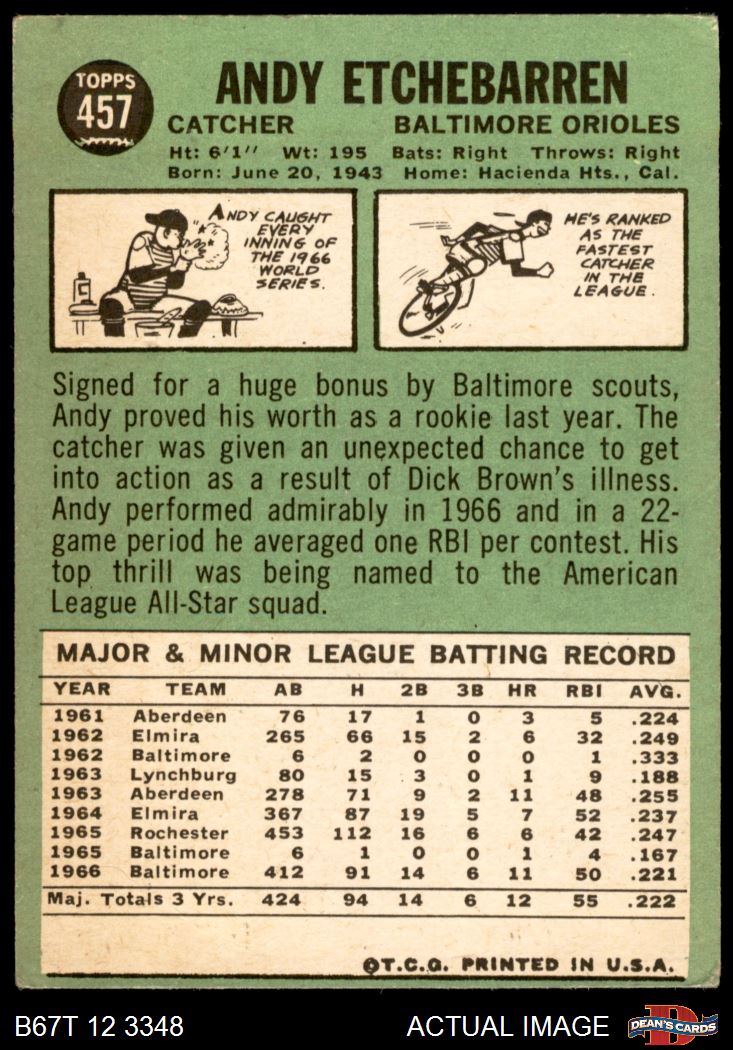 TOPPS
457
ANDY ETCHEBARREN
CATCHER BALTIMORE ORIOLES
Ht: 6'1" Wt: 195 Bats: Right Throws: Right
Born: June 20, 1943 Home: Hacienda Hts., Cal.
ANDY CAUGHT
EVERY
INNING OF
THE 1966
WORLD
SERIES.
HE'S RANKED
AS THE
FASTEST
CATCHER
IN THE
LEAGUE.
Signed for a huge bonus by Baltimore scouts,
Andy proved his worth as a rookie last year. The
catcher was given an unexpected chance to get
into action as a result of Dick Brown's illness.
Andy performed admirably in 1966 and in a 22-
game period he averaged one RBI per contest. His
top thrill was being named to the American
League All-Star squad.
MAJOR & MINOR LEAGUE BATTING RECORD
YEAR TEAM AB H 2B 3B HR RBI AVG.
1961 Aberdeen 76 17 1 0 3 5 .224
1962 Elmira 265 66 15 2 6 32 .249
1962 Baltimore 6 2 0 0 0 1 .333
1963 Lynchburg 80 15 3 0 1 9 .188
1963 Aberdeen 278 71 9 2 11 48 .255
1964 Elmira 367 87 19 5 7 52 .237
1965 Rochester 453 112 16 6 6 42 .247
1965 Baltimore 6 1 0 0 1 4 .167
1966 Baltimore 412 91 14 6 11 50 .221
Maj. Totals 3 Yrs. 424 94 14 6 12 55 .222
©T.C.G. PRINTED IN U.S.A.
B67T 12 3348 ACTUAL IMAGE
D
DEAN'S CARDS